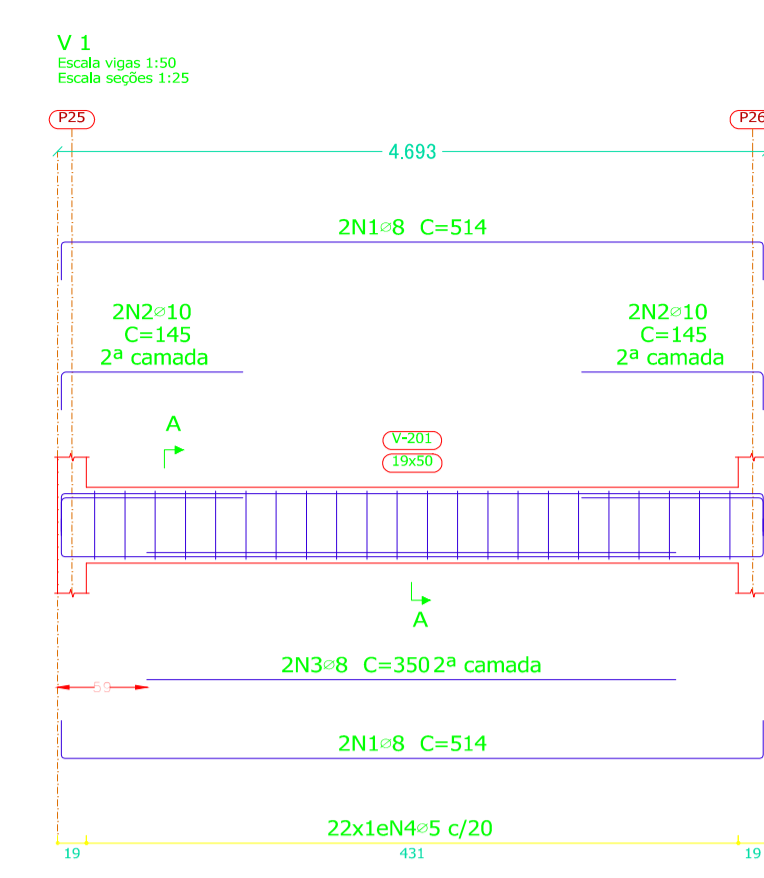 V 1
Escala vigas 1:50
Escala seções 1:25
P25
P26
4.693
2N1∅8 C=514
2N2∅10
C=145
2ª camada
2N2∅10
C=145
2ª camada
A
V-201
19x50
A
2N3∅8 C=350 2ª camada
59
2N1∅8 C=514
22x1eN4∅5 c/20
19
431
19